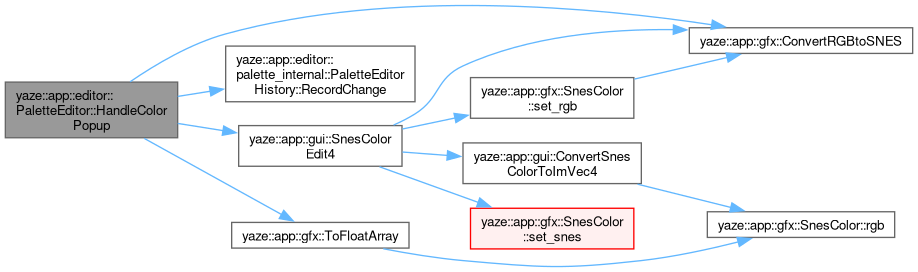 yaze::app::editor::
PaletteEditor::HandleColor
Popup
yaze::app::editor::
palette_internal::PaletteEditor
History::RecordChange
yaze::app::gui::SnesColor
Edit4
yaze::app::gfx::ToFloatArray
yaze::app::gfx::SnesColor
::set_rgb
yaze::app::gui::ConvertSnes
ColorToImVec4
yaze::app::gfx::SnesColor
::set_snes
yaze::app::gfx::ConvertRGBtoSNES
yaze::app::gfx::SnesColor::rgb